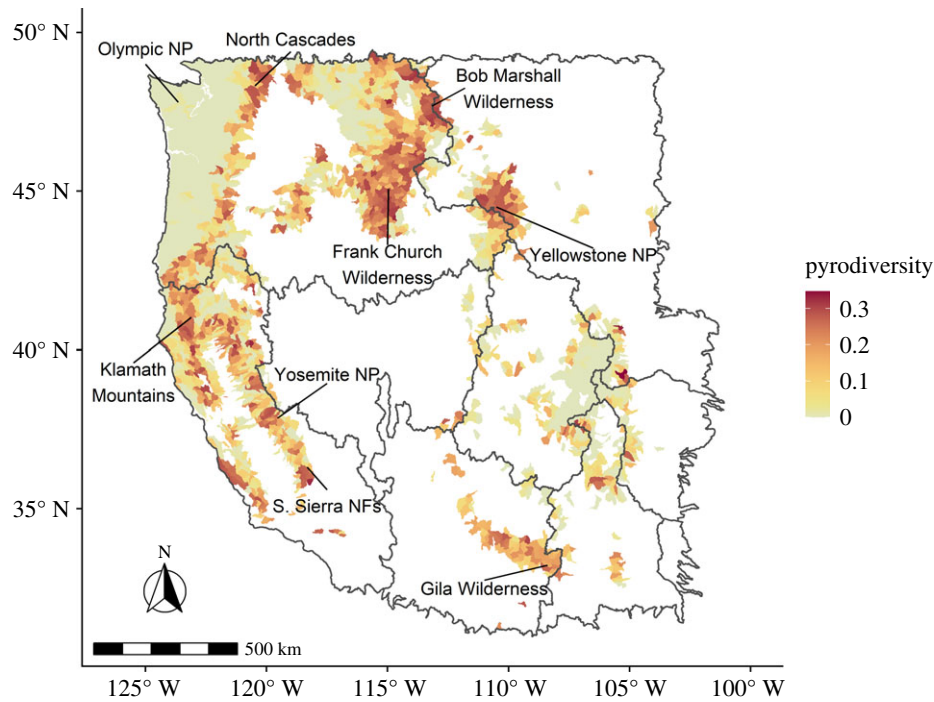 50° N
North Cascades
Olympic NP
Bob Marshall
Wilderness
45° N
Frank Church
Wilderness
Yellowstone NP
pyrodiversity
0.3
0.2
0.1
0
40° N
Klamath
Mountains
Yosemite NP
35° N
S. Sierra NFs
Gila Wilderness
N
500 km
125° W
120° W
115° W
110° W
105° W
100° W